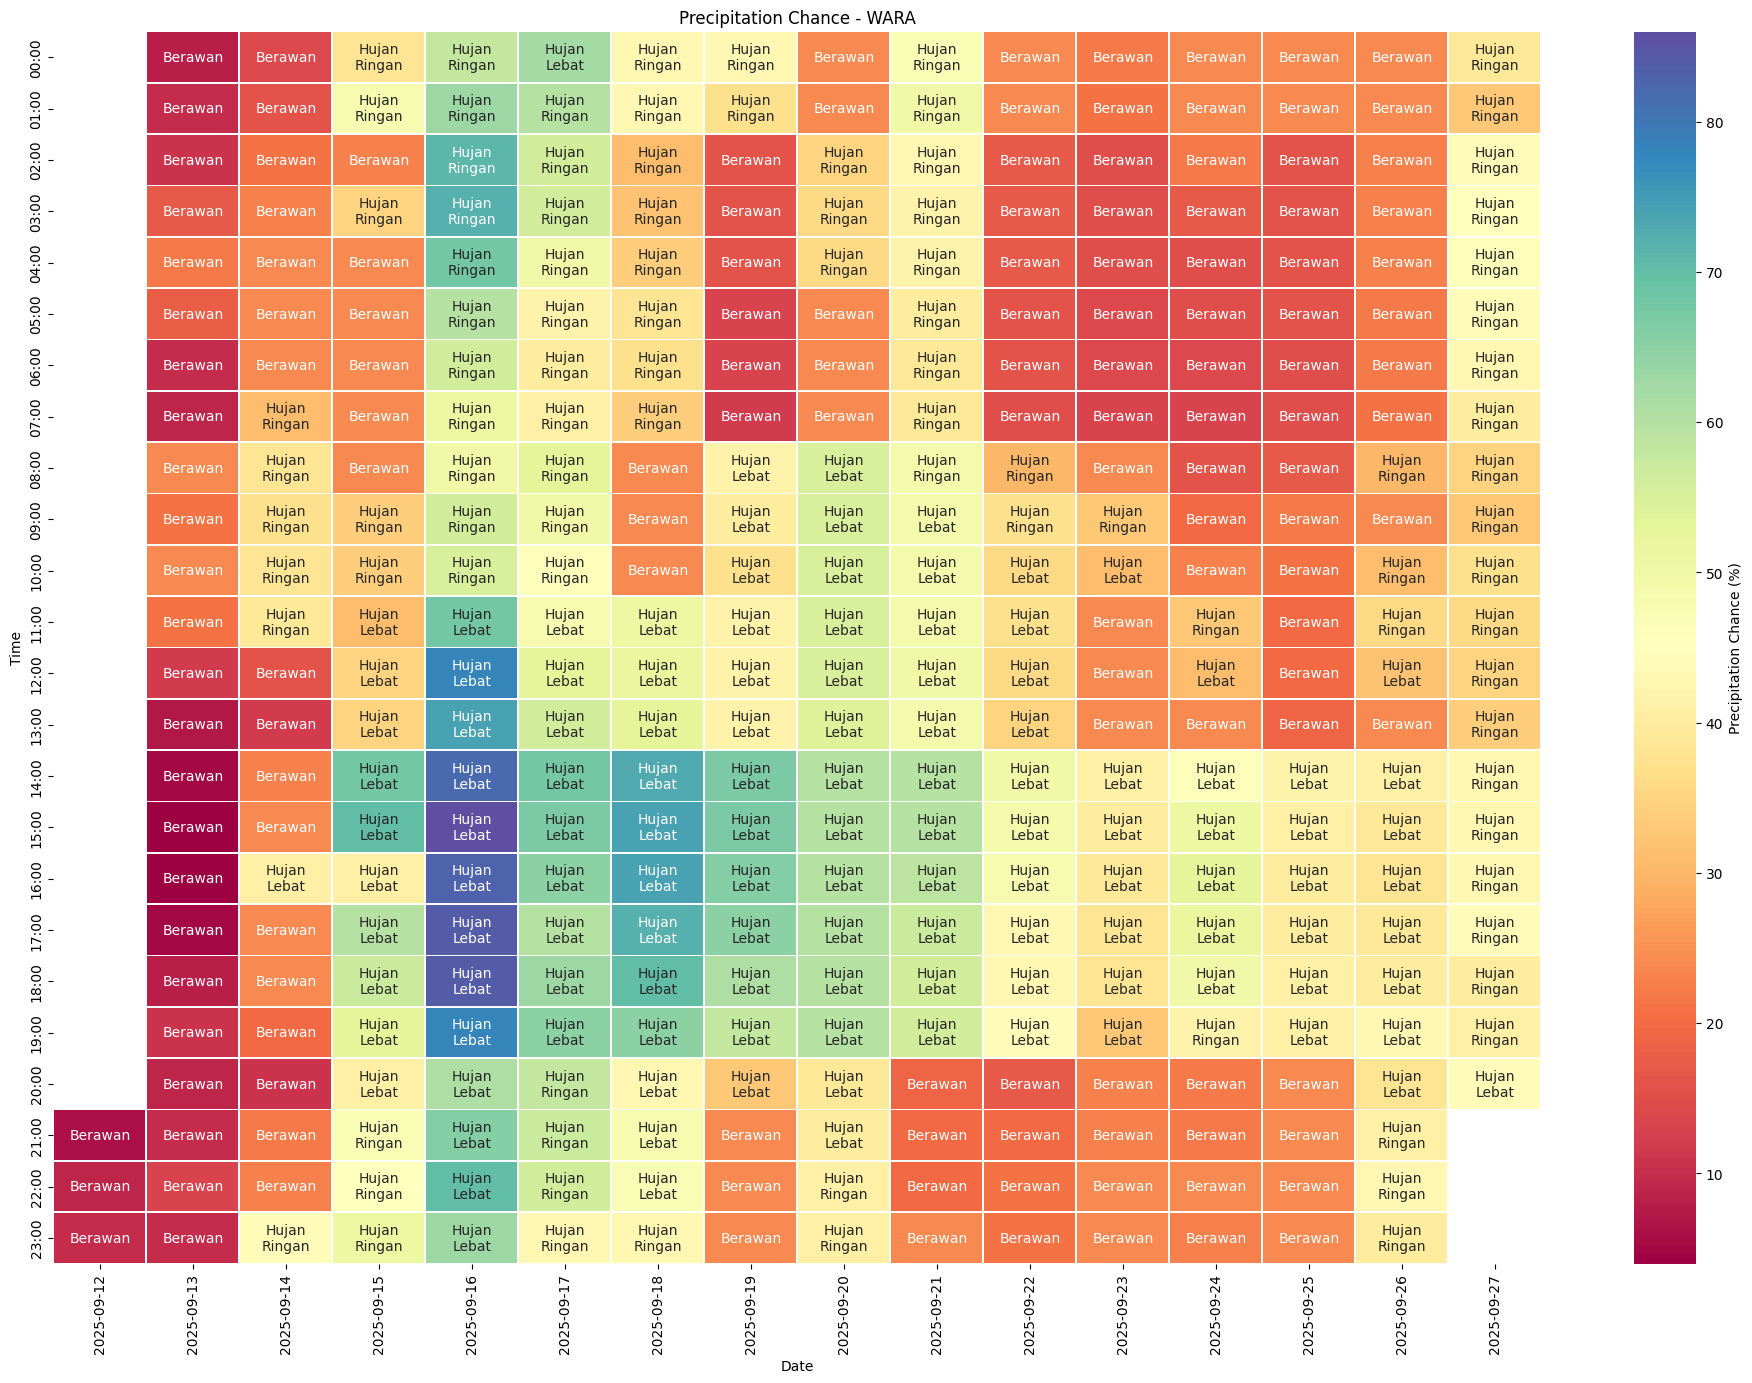 Precipitation Chance - WARA
00:00 Berawan Berawan Hujan Ringan Hujan Ringan Hujan Lebat Hujan Ringan Hujan Ringan Berawan Hujan Ringan Berawan Berawan Berawan Berawan Berawan Hujan Ringan
01:00 Berawan Berawan Hujan Ringan Hujan Ringan Hujan Ringan Hujan Ringan Hujan Ringan Berawan Hujan Ringan Berawan Berawan Berawan Berawan Berawan Hujan Ringan
02:00 Berawan Berawan Berawan Hujan Ringan Hujan Ringan Hujan Ringan Berawan Hujan Ringan Hujan Ringan Berawan Berawan Berawan Berawan Berawan Hujan Ringan
03:00 Berawan Berawan Hujan Ringan Hujan Ringan Hujan Ringan Hujan Ringan Berawan Hujan Ringan Hujan Ringan Berawan Berawan Berawan Berawan Berawan Hujan Ringan
04:00 Berawan Berawan Berawan Hujan Ringan Hujan Ringan Hujan Ringan Berawan Hujan Ringan Hujan Ringan Berawan Berawan Berawan Berawan Berawan Hujan Ringan
05:00 Berawan Berawan Berawan Hujan Ringan Hujan Ringan Hujan Ringan Berawan Berawan Hujan Ringan Berawan Berawan Berawan Berawan Berawan Hujan Ringan
06:00 Berawan Berawan Berawan Hujan Ringan Hujan Ringan Hujan Ringan Berawan Berawan Hujan Ringan Berawan Berawan Berawan Berawan Berawan Hujan Ringan
07:00 Berawan Hujan Ringan Berawan Hujan Ringan Hujan Ringan Hujan Ringan Berawan Berawan Hujan Ringan Berawan Berawan Berawan Berawan Berawan Hujan Ringan
08:00 Berawan Hujan Ringan Berawan Hujan Ringan Hujan Ringan Berawan Hujan Lebat Hujan Lebat Hujan Ringan Hujan Ringan Berawan Berawan Berawan Hujan Ringan Hujan Ringan
09:00 Berawan Hujan Ringan Hujan Ringan Hujan Ringan Hujan Ringan Berawan Hujan Lebat Hujan Lebat Hujan Lebat Hujan Ringan Hujan Ringan Berawan Berawan Berawan Hujan Ringan
10:00 Berawan Hujan Ringan Hujan Ringan Hujan Ringan Hujan Ringan Berawan Hujan Lebat Hujan Lebat Hujan Lebat Hujan Lebat Hujan Lebat Berawan Berawan Hujan Ringan Hujan Ringan
11:00 Berawan Hujan Ringan Hujan Lebat Hujan Lebat Hujan Lebat Hujan Lebat Hujan Lebat Hujan Lebat Hujan Lebat Hujan Lebat Berawan Hujan Ringan Berawan Hujan Ringan Hujan Ringan
12:00 Berawan Berawan Hujan Lebat Hujan Lebat Hujan Lebat Hujan Lebat Hujan Lebat Hujan Lebat Hujan Lebat Hujan Lebat Berawan Hujan Lebat Berawan Hujan Lebat Hujan Ringan
13:00 Berawan Berawan Hujan Lebat Hujan Lebat Hujan Lebat Hujan Lebat Hujan Lebat Hujan Lebat Hujan Lebat Hujan Lebat Berawan Berawan Berawan Berawan Hujan Ringan
14:00 Berawan Berawan Hujan Lebat Hujan Lebat Hujan Lebat Hujan Lebat Hujan Lebat Hujan Lebat Hujan Lebat Hujan Lebat Hujan Lebat Hujan Lebat Hujan Lebat Hujan Lebat Hujan Ringan
15:00 Berawan Berawan Hujan Lebat Hujan Lebat Hujan Lebat Hujan Lebat Hujan Lebat Hujan Lebat Hujan Lebat Hujan Lebat Hujan Lebat Hujan Lebat Hujan Lebat Hujan Lebat Hujan Ringan
16:00 Berawan Hujan Lebat Hujan Lebat Hujan Lebat Hujan Lebat Hujan Lebat Hujan Lebat Hujan Lebat Hujan Lebat Hujan Lebat Hujan Lebat Hujan Lebat Hujan Lebat Hujan Lebat Hujan Ringan
17:00 Berawan Berawan Hujan Lebat Hujan Lebat Hujan Lebat Hujan Lebat Hujan Lebat Hujan Lebat Hujan Lebat Hujan Lebat Hujan Lebat Hujan Lebat Hujan Lebat Hujan Lebat Hujan Ringan
18:00 Berawan Berawan Hujan Lebat Hujan Lebat Hujan Lebat Hujan Lebat Hujan Lebat Hujan Lebat Hujan Lebat Hujan Lebat Hujan Lebat Hujan Lebat Hujan Lebat Hujan Lebat Hujan Ringan
19:00 Berawan Berawan Hujan Lebat Hujan Lebat Hujan Lebat Hujan Lebat Hujan Lebat Hujan Lebat Hujan Lebat Hujan Lebat Hujan Lebat Hujan Ringan Hujan Lebat Hujan Lebat Hujan Ringan
20:00 Berawan Berawan Hujan Lebat Hujan Lebat Hujan Ringan Hujan Lebat Hujan Lebat Hujan Lebat Berawan Berawan Berawan Berawan Berawan Hujan Lebat Hujan Lebat
21:00 Berawan Berawan Berawan Hujan Ringan Hujan Lebat Hujan Ringan Hujan Lebat Berawan Hujan Lebat Berawan Berawan Berawan Berawan Berawan Hujan Ringan
22:00 Berawan Berawan Berawan Hujan Ringan Hujan Lebat Hujan Ringan Hujan Lebat Berawan Hujan Ringan Berawan Berawan Berawan Berawan Berawan Hujan Ringan
23:00 Berawan Berawan Hujan Ringan Hujan Ringan Hujan Lebat Hujan Ringan Hujan Ringan Berawan Hujan Ringan Berawan Berawan Berawan Berawan Berawan Hujan Ringan
Time
2025-09-12 2025-09-13 2025-09-14 2025-09-15 2025-09-16 2025-09-17 2025-09-18 2025-09-19 2025-09-20 2025-09-21 2025-09-22 2025-09-23 2025-09-24 2025-09-25 2025-09-26 2025-09-27
Date
80
70
60
50
40
30
20
10
Precipitation Chance (%)